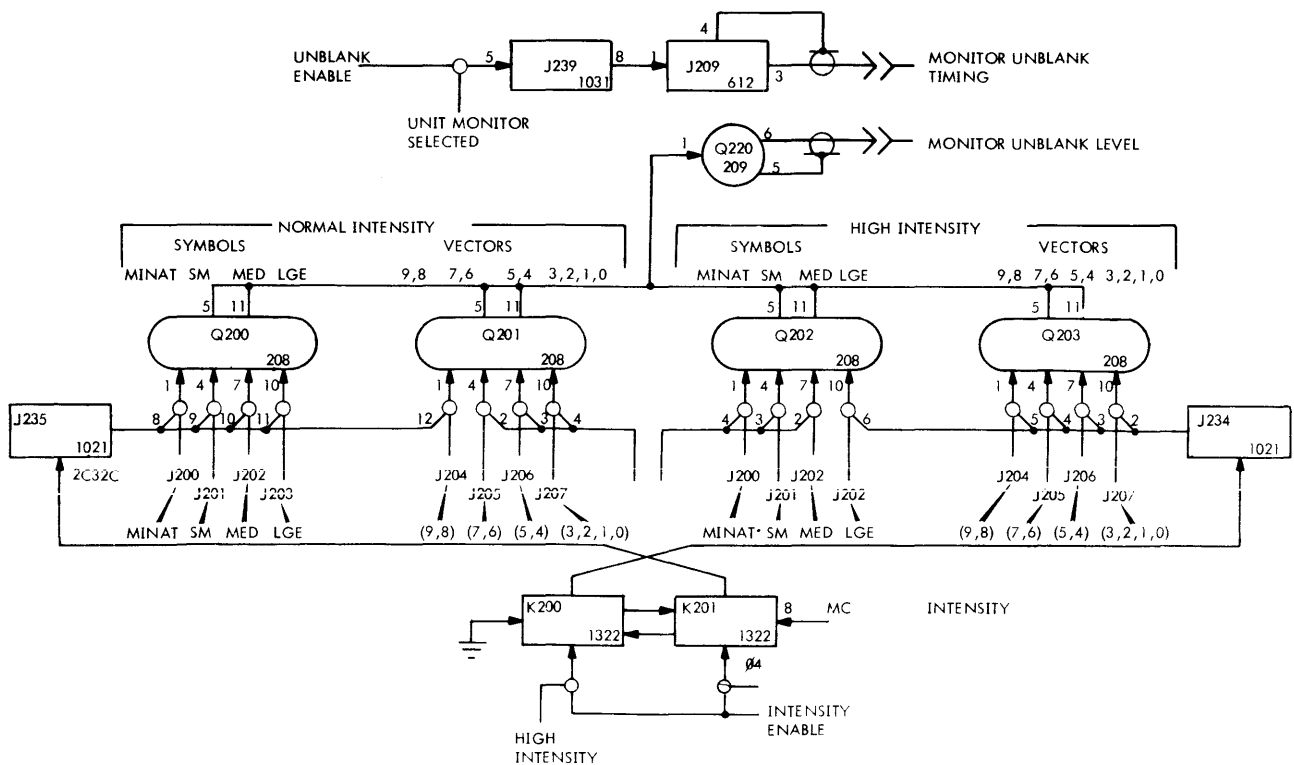 4
UNBLANK ENABLE
5
J239
1031
8
1
J209
612
3
MONITOR UNBLANK TIMING
UNIT MONITOR SELECTED
1
Q220
209
6
5
MONITOR UNBLANK LEVEL
NORMAL INTENSITY
HIGH INTENSITY
SYMBOLS
VECTORS
SYMBOLS
VECTORS
MINAT SM MED LGE
9,8 7,6 5,4 3,2,1,0
MINAT SM MED LGE
9,8 7,6 5,4 3,2,1,0
5 11
5 11
5 11
5 11
Q200
208
Q201
208
Q202
208
Q203
208
1 4 7 10
1 4 7 10
1 4 7 10
1 4 7 10
J235
1021
8 9 10 11
12 2 3 4
4 3 2 6
5 4 3 2
J234
1021
2C32C
J200 J201 J202 J203
J204 J205 J206 J207
J200 J201 J202 J202
J204 J205 J206 J207
MINAT SM MED LGE
(9,8) (7,6) (5,4) (3,2,1,0)
MINAT SM MED LGE
(9,8) (7,6) (5,4) (3,2,1,0)
K200
1322
K201
1322
8
MC
INTENSITY
Ø4
INTENSITY ENABLE
HIGH INTENSITY